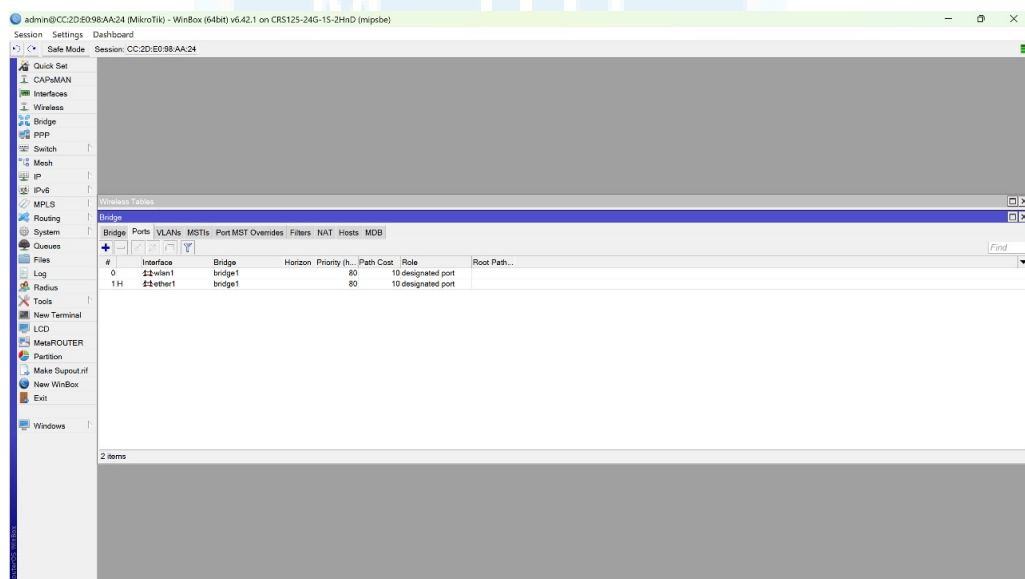 admin@CC:2D:E0:98:AA:24 (MikroTik) - WinBox (64bit) v6.42.1 on CRS125-24G-1S-2HnD (mipsbe)
Session Settings Dashboard
Safe Mode Session: CC:2D:E0:98:AA:24
Quick Set
CAPsMAN
Interfaces
Wireless
Bridge
PPP
Switch
Mesh
IP
IPv6
MPLS
Routing
System
Queues
Files
Log
Radius
Tools
New Terminal
LCD
MetaROUTER
Partition
Make Supout.rif
New WinBox
Exit
Windows
RouterOS WinBox
Wireless Tables
Bridge
Bridge Ports VLANs MSTIs Port MST Overrides Filters NAT Hosts MDB
Find
# Interface Bridge Horizon Priority (h... Path Cost Role Root Path...
0 wlan1 bridge1 80 10 designated port
1 H ether1 bridge1 80 10 designated port
2 items